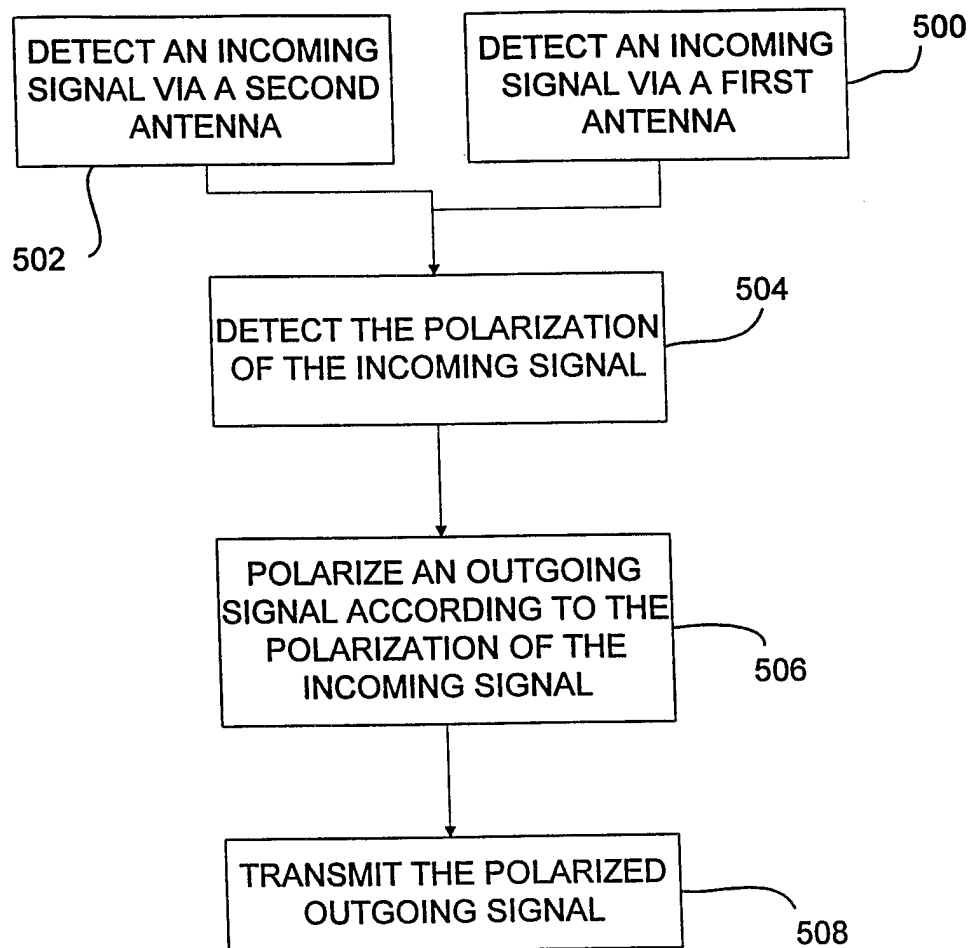 DETECT AN INCOMING
SIGNAL VIA A SECOND
ANTENNA
DETECT AN INCOMING
SIGNAL VIA A FIRST
ANTENNA
500
502
504
DETECT THE POLARIZATION
OF THE INCOMING SIGNAL
POLARIZE AN OUTGOING
SIGNAL ACCORDING TO THE
POLARIZATION OF THE
INCOMING SIGNAL
506
TRANSMIT THE POLARIZED
OUTGOING SIGNAL
508